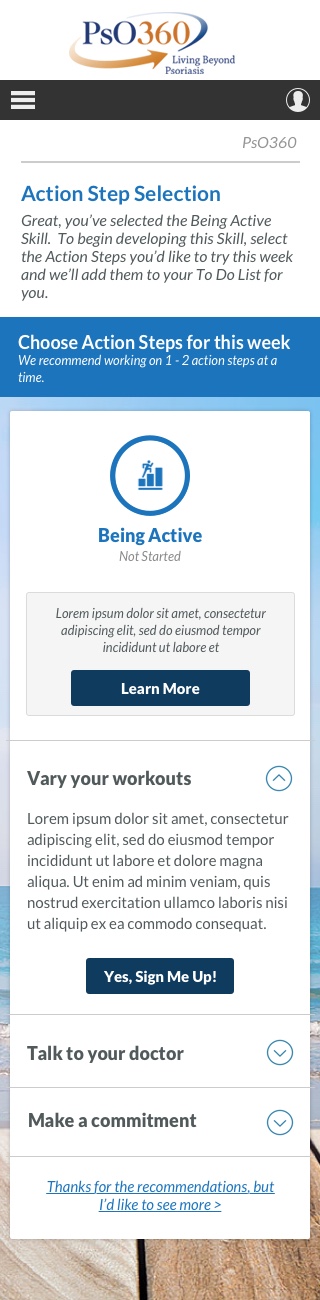 PsO360
Living Beyond
Psoriasis
PsO360
Action Step Selection
Great, you've selected the Being Active
Skill. To begin developing this Skill, select
the Action Steps you'd like to try this week
and we'll add them to your To Do List for
you.
Choose Action Steps for this week
We recommend working on 1 - 2 action steps at a
time.
Being Active
Not Started
Lorem ipsum dolor sit amet, consectetur
adipiscing elit, sed do eiusmod tempor
incididunt ut labore et
Learn More
Vary your workouts
Lorem ipsum dolor sit amet, consectetur
adipiscing elit, sed do eiusmod tempor
incididunt ut labore et dolore magna
aliqua. Ut enim ad minim veniam, quis
nostrud exercitation ullamco laboris nisi
ut aliquip ex ea commodo consequat.
Yes, Sign Me Up!
Talk to your doctor
Make a commitment
Thanks for the recommendations, but
I'd like to see more >